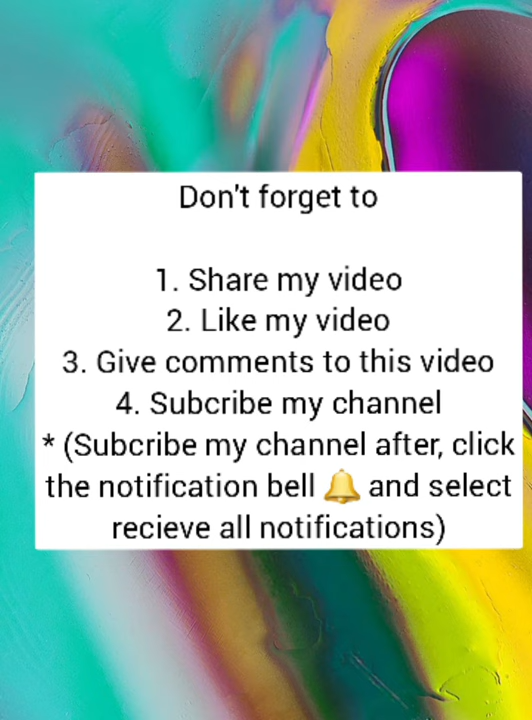 Don't forget to
1. Share my video
2. Like my video
3. Give comments to this video
4. Subcribe my channel
* (Subcribe my channel after, click
the notification bell 🔔 and select
recieve all notifications)